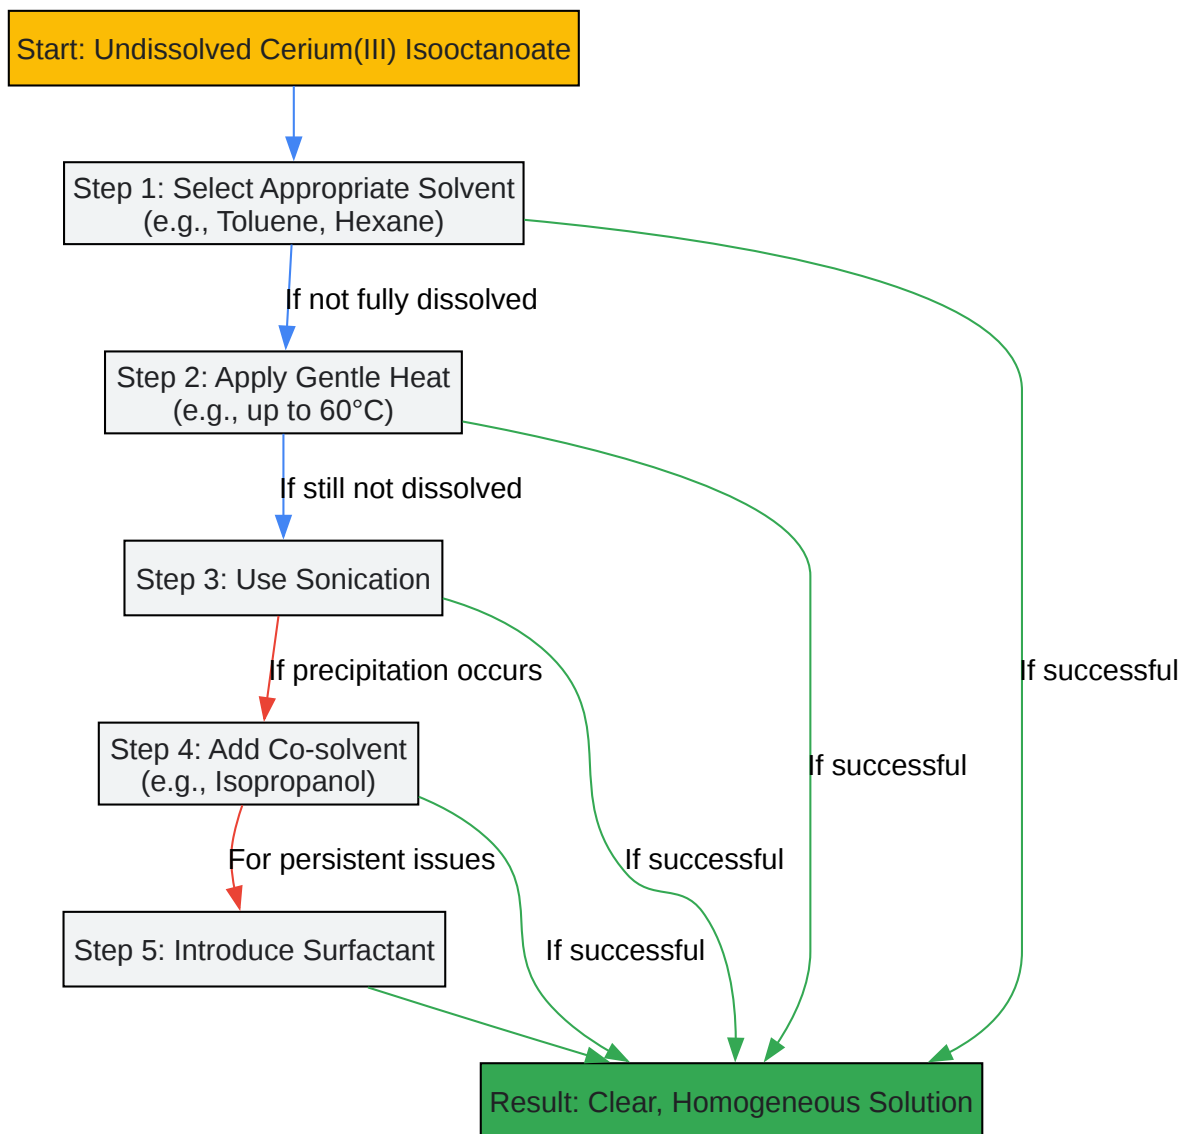 Start: Undissolved Cerium(III) Isooctanoate
Step 1: Select Appropriate Solvent
(e.g., Toluene, Hexane)
If not fully dissolved
Step 2: Apply Gentle Heat
(e.g., up to 60°C)
If still not dissolved
Step 3: Use Sonication
If precipitation occurs
If successful
Step 4: Add Co-solvent
(e.g., Isopropanol)
If successful
For persistent issues
If successful
Step 5: Introduce Surfactant
If successful
Result: Clear, Homogeneous Solution